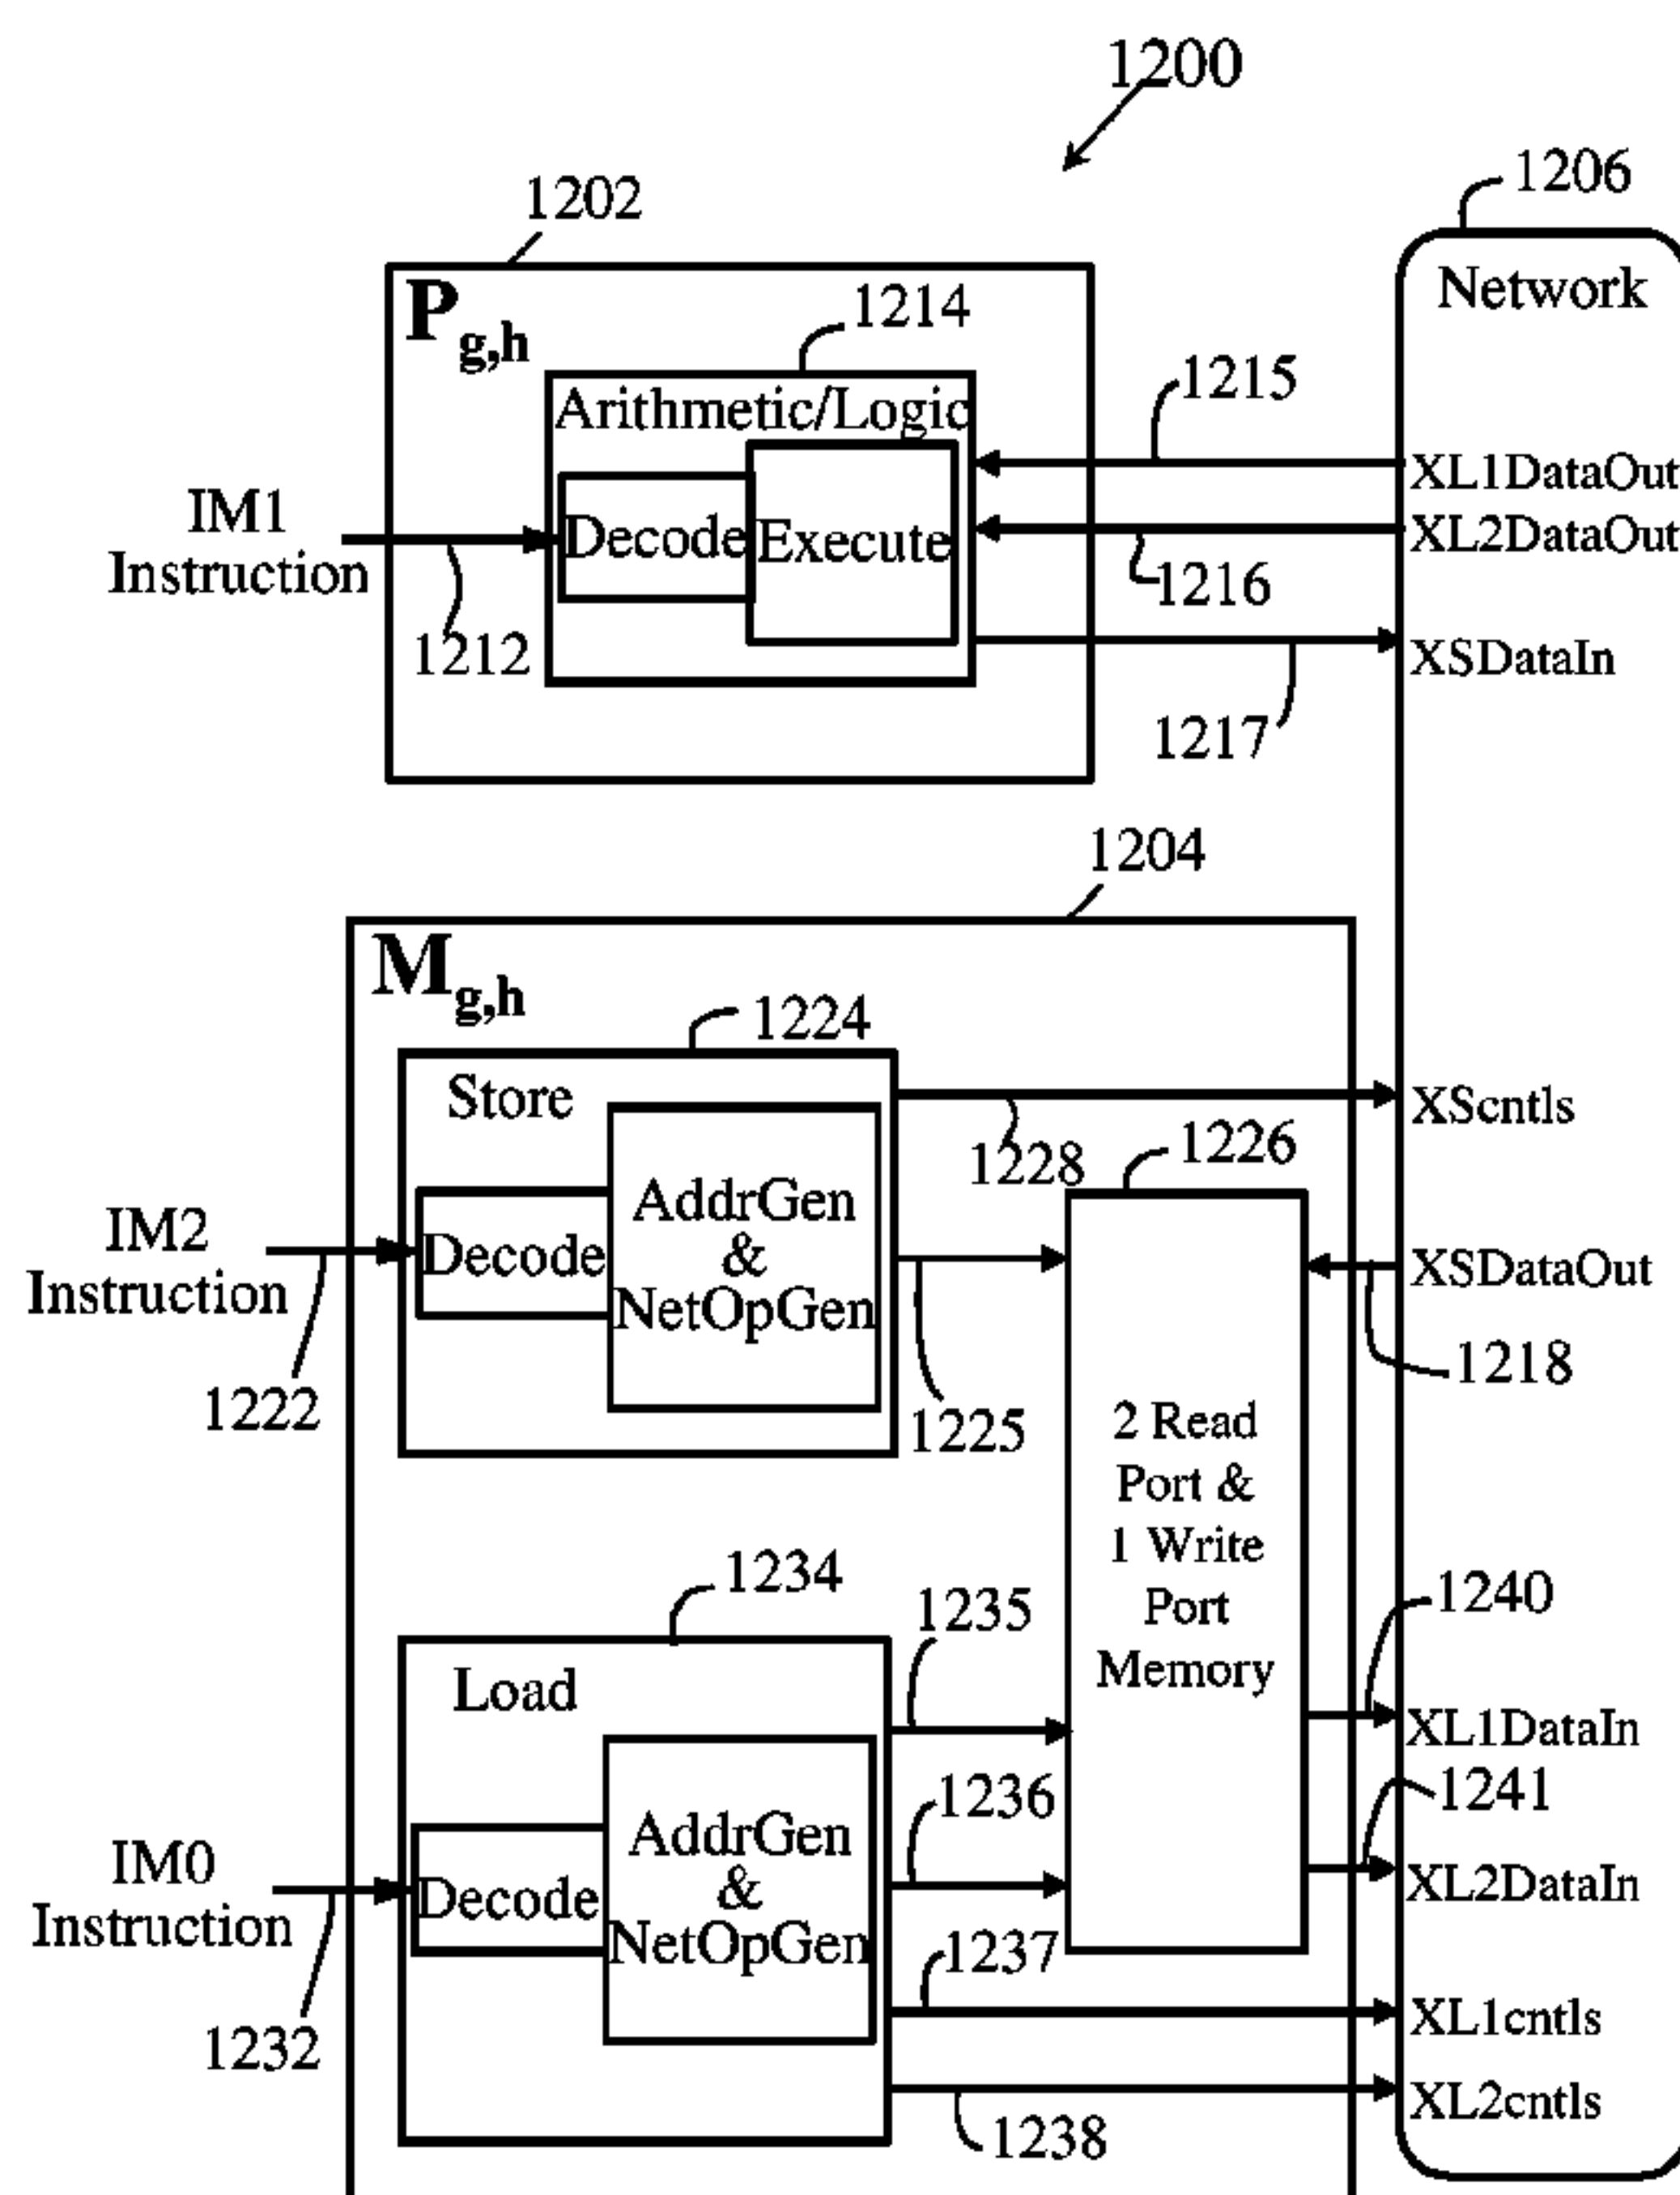 1200
1206
Network
1202
P g,h
1214
Arithmetic/Logic
Decode
Execute
IM1
Instruction
1212
1215
XL1DataOut
XL2DataOut
1216
XSDataIn
1217
1204
M g,h
1224
Store
Decode
AddrGen
&
NetOpGen
IM2
Instruction
1222
XScntls
1228
1226
XSDataOut
1218
1225
2 Read
Port &
1 Write
Port
Memory
1234
Load
1235
1240
XL1DataIn
1236
1241
XL2DataIn
Decode
AddrGen
&
NetOpGen
IM0
Instruction
1232
1237
XL1cntls
XL2cntls
1238